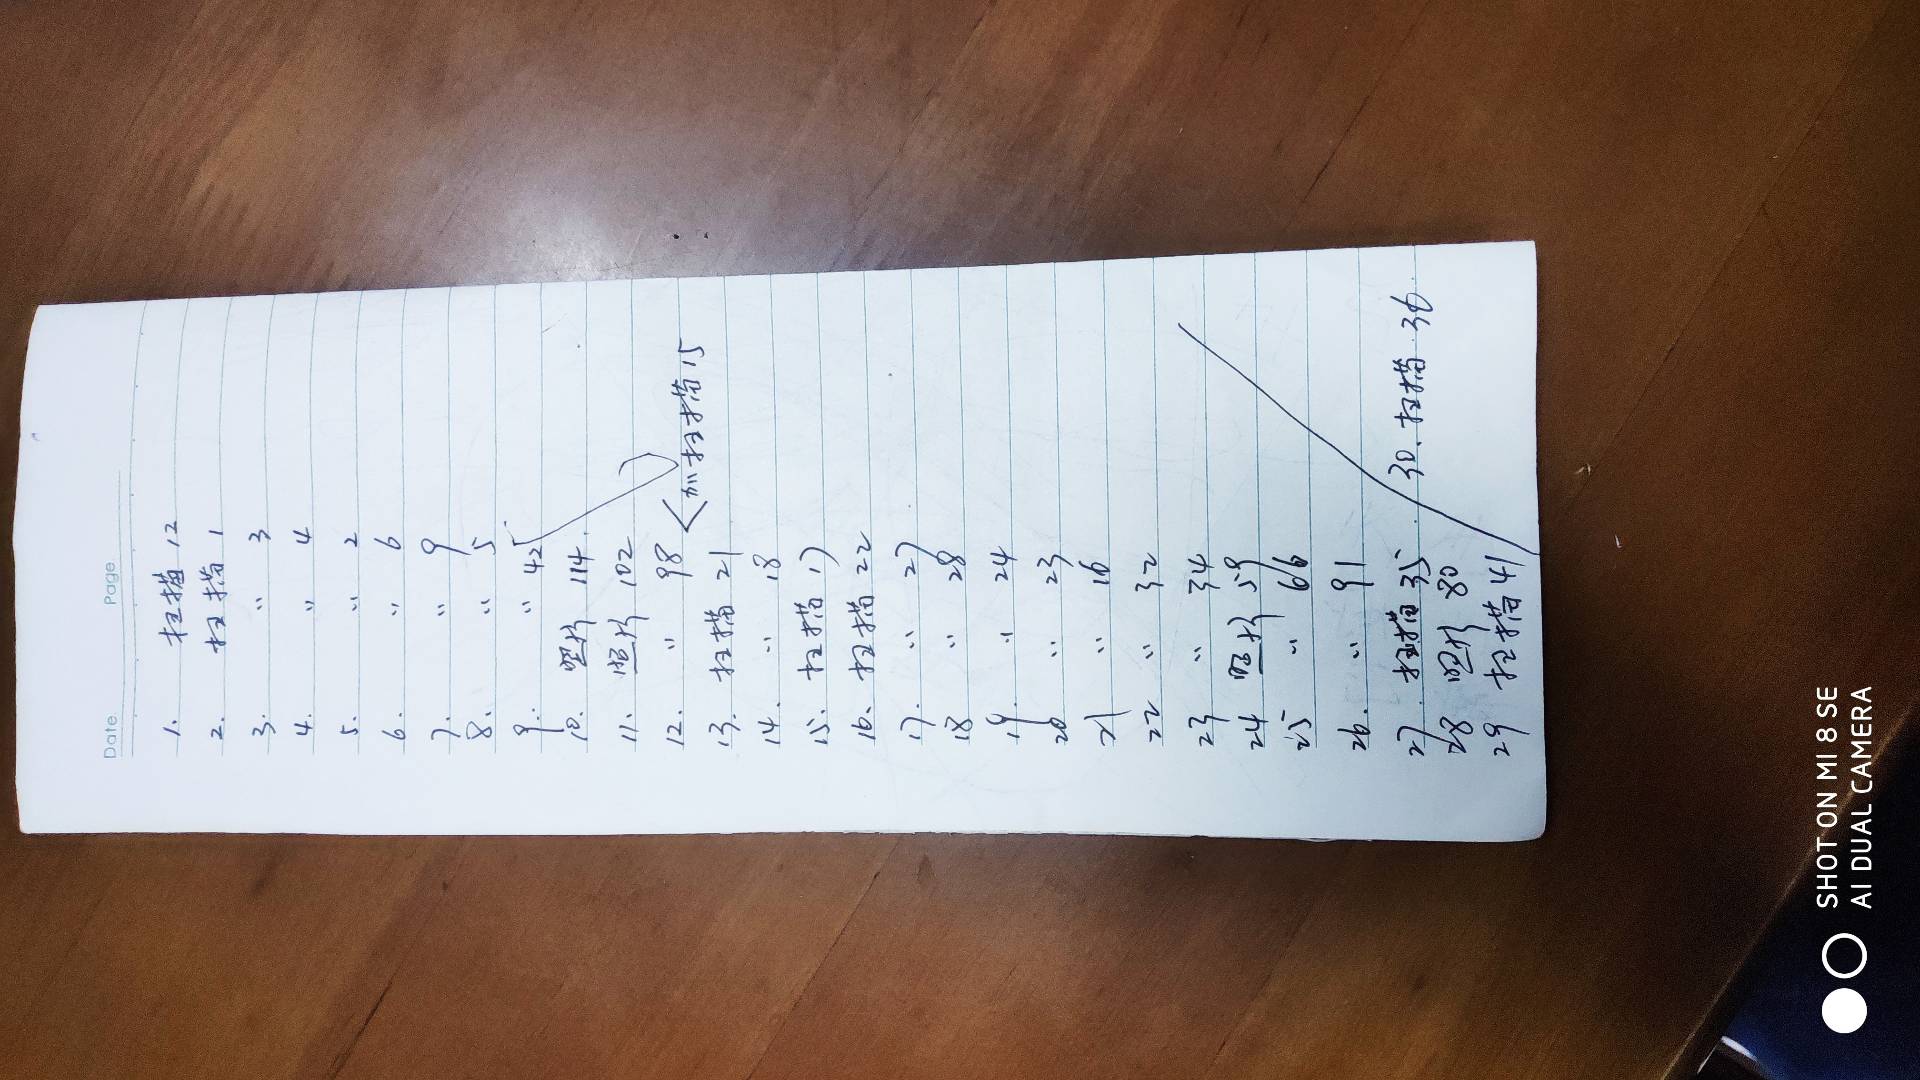 Date. Page.
1. 扫描 12
2. 扫描 1
3. 〃 3
4. 〃 4
5. 〃 2
6. 〃 6
7. 〃 9
8. 〃 5
9. 〃 42
10. 照片 114.
11. 照片 102
12. 〃 98
<加扫描15
13. 扫描 21
14. 〃 18
15. 扫描 17
16. 扫描 22
17. 〃 27
18 〃 28
19. 〃 24
20 〃 23
21 〃 16
22 〃 32
23 〃 34
24 照片 59
25 〃 66
26. 〃 91
27. 扫描 35
28 照片 80
29 扫描 41
30. 扫描. 36.
SHOT ON MI 8 SE
AI DUAL CAMERA